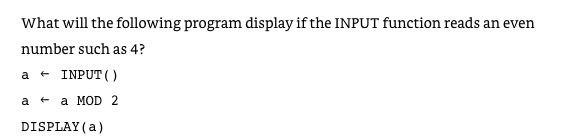 What will the following program display if the INPUT function reads an even
number such as 4?
a ← INPUT()
a ← a MOD 2
DISPLAY(a)